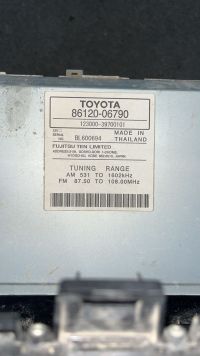 TOYOTA
86120-06790
123000-39700101
MADE IN
THAILAND
BL600694
FUJITSU TEN LIMITED
TUNING RANGE
AM 531 TO 1602kHz
FM 87.50 TO 108.00MHz